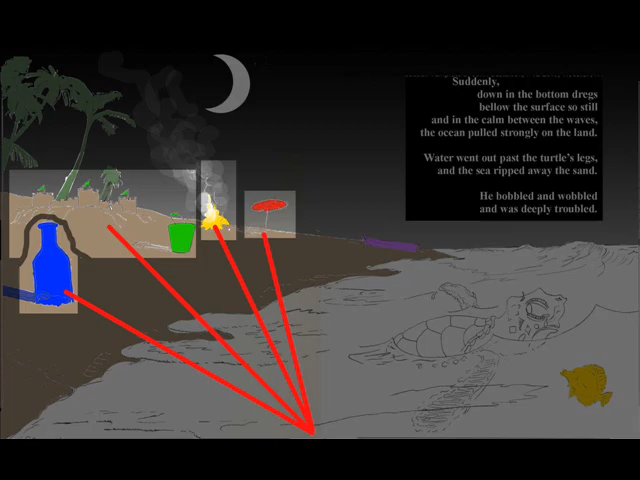 Suddenly,
down in the bottom dregs
bellow the surface so still
and in the calm between the waves,
the ocean pulled strongly on the land.
Water went out past the turtle's legs,
and the sea ripped away the sand.
He bobbled and wobbled
and was deeply troubled.